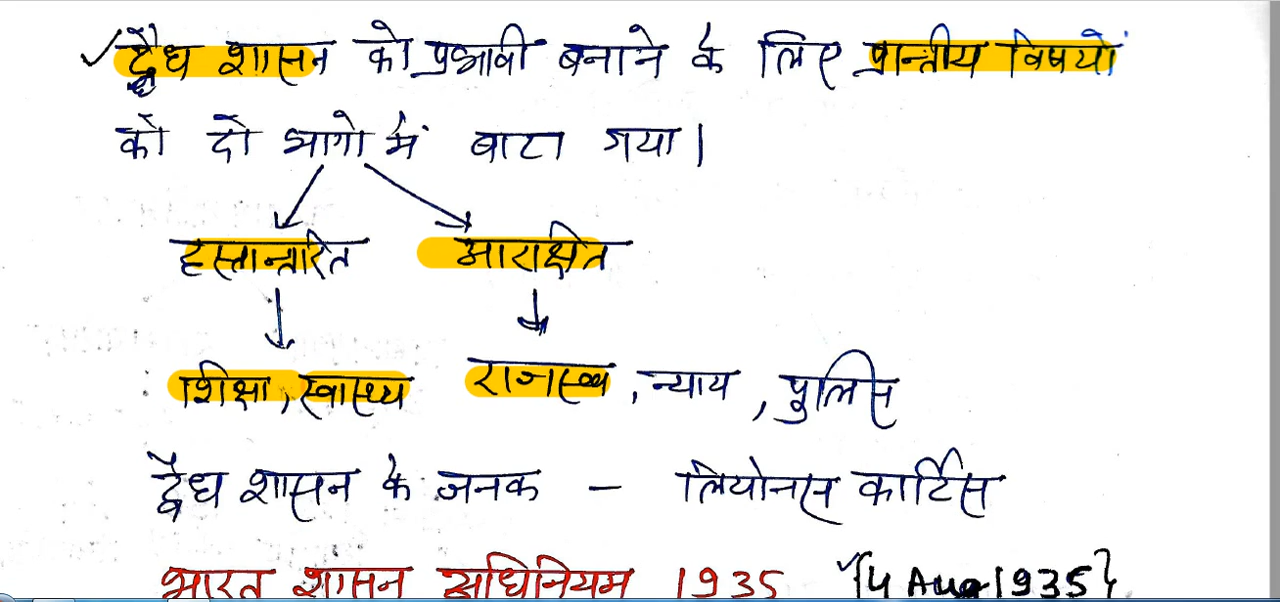 द्वैध शासन को प्रभावी बनाने के लिए प्रान्तीय विषयों
को दो भागो में बाटा गया।
हस्तान्तरित आरक्षित
शिक्षा, स्वास्थ्य राजस्व, न्याय, पुलिस
द्वैध शासन के जनक – लियोनस कार्टिस
भारत शासन अधिनियम 1935 {4 Aug 1935}